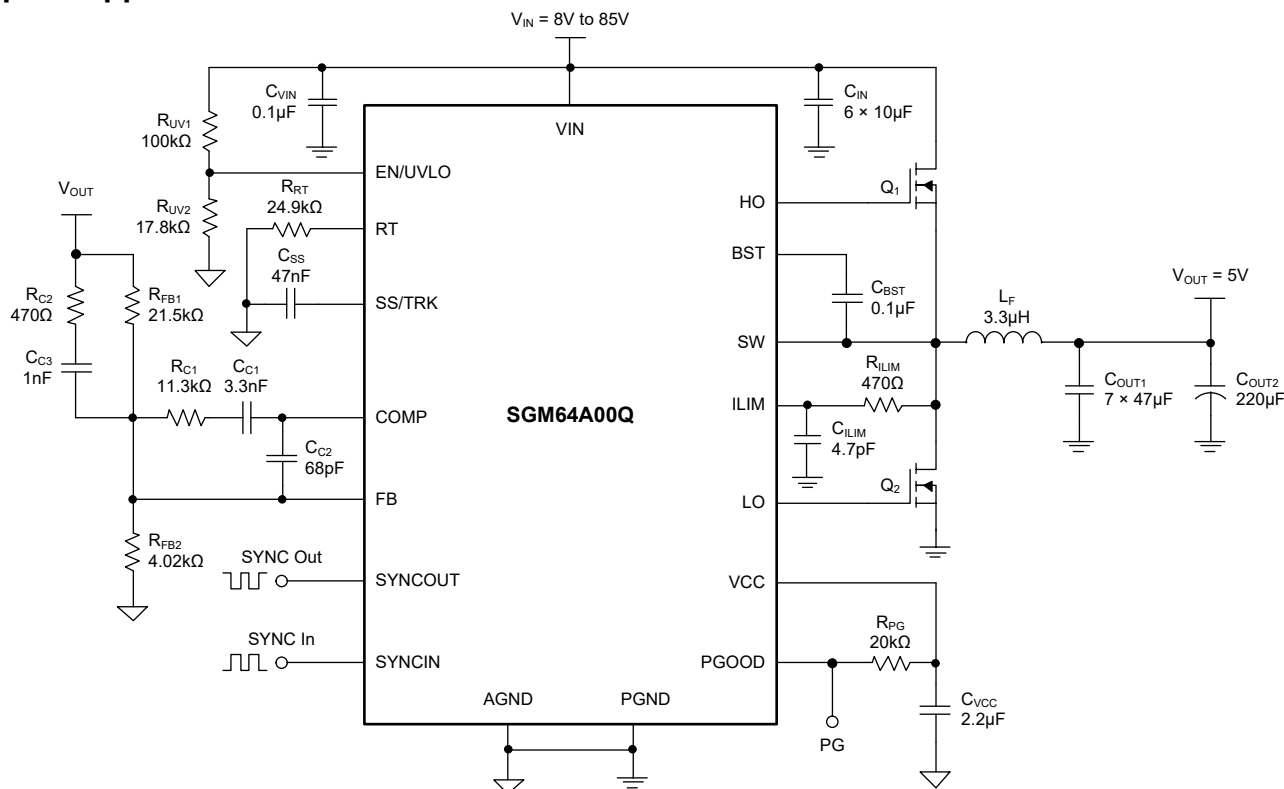 V_IN = 8V to 85V
C_VIN
0.1μF
C_IN
6 × 10μF
R_UV1
100kΩ
VIN
EN/UVLO
V_OUT
R_UV2
17.8kΩ
R_RT
24.9kΩ
RT
HO
Q1
C_SS
47nF
BST
R_C2
470Ω
R_FB1
21.5kΩ
SS/TRK
C_BST
0.1μF
V_OUT = 5V
L_F
3.3μH
SW
C_C3
1nF
R_C1
11.3kΩ
C_C1
3.3nF
R_ILIM
470Ω
COMP
SGM64A00Q
ILIM
C_OUT1
7 × 47μF
C_OUT2
220μF
C_C2
68pF
C_ILIM
4.7pF
Q2
FB
LO
R_FB2
4.02kΩ
SYNC Out
SYNCOUT
VCC
SYNC In
SYNCIN
R_PG
20kΩ
PGOOD
AGND
PGND
C_VCC
2.2μF
PG